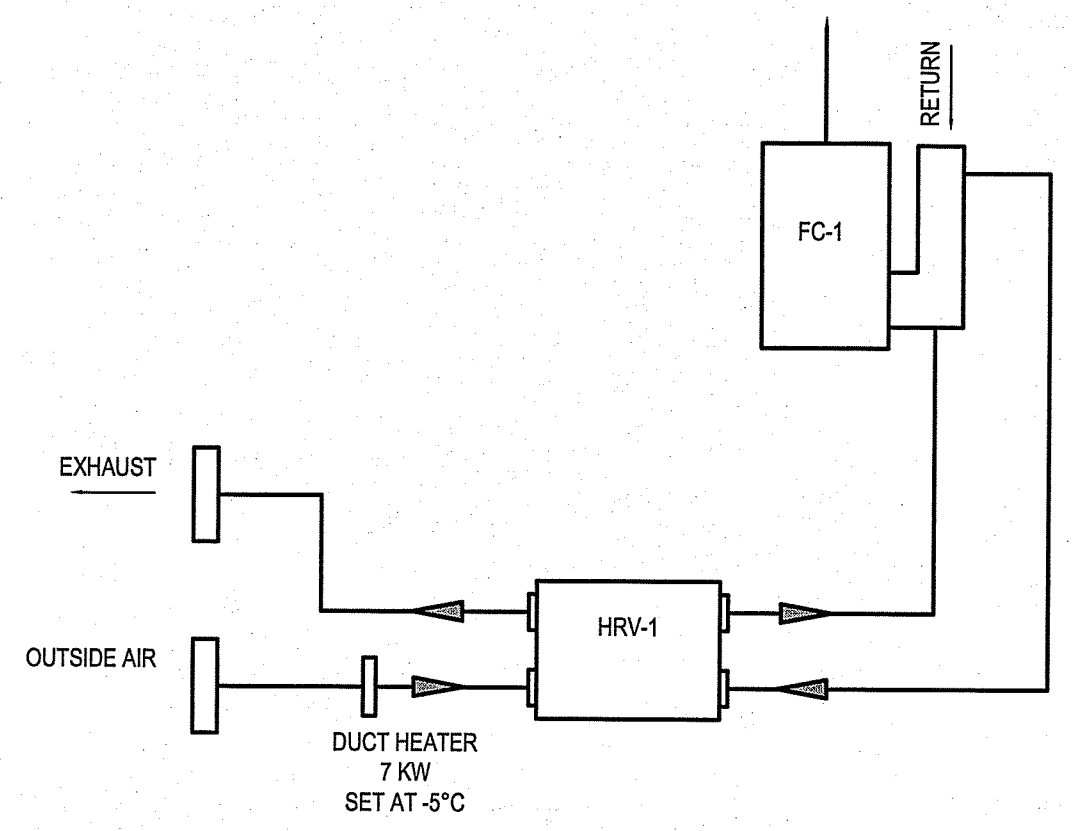 RETURN
FC-1
EXHAUST
HRV-1
OUTSIDE AIR
DUCT HEATER
7 KW
SET AT -5°C